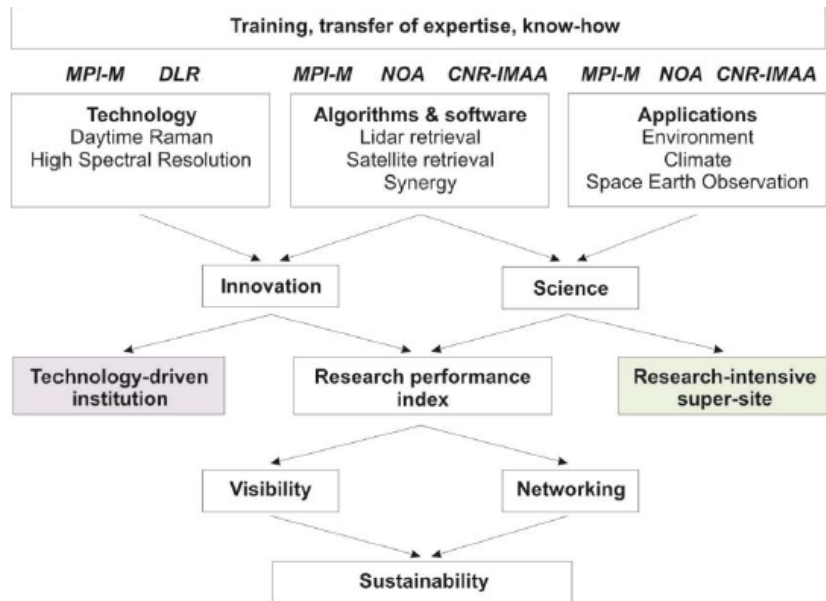 Training, transfer of expertise, know-how
MPI-M DLR
MPI-M NOA CNR-IMAA
MPI-M NOA CNR-IMAA
Technology
Daytime Raman
High Spectral Resolution
Algorithms & software
Lidar retrieval
Satellite retrieval
Synergy
Applications
Environment
Climate
Space Earth Observation
Innovation
Science
Technology-driven
institution
Research performance
index
Research-intensive
super-site
Visibility
Networking
Sustainability